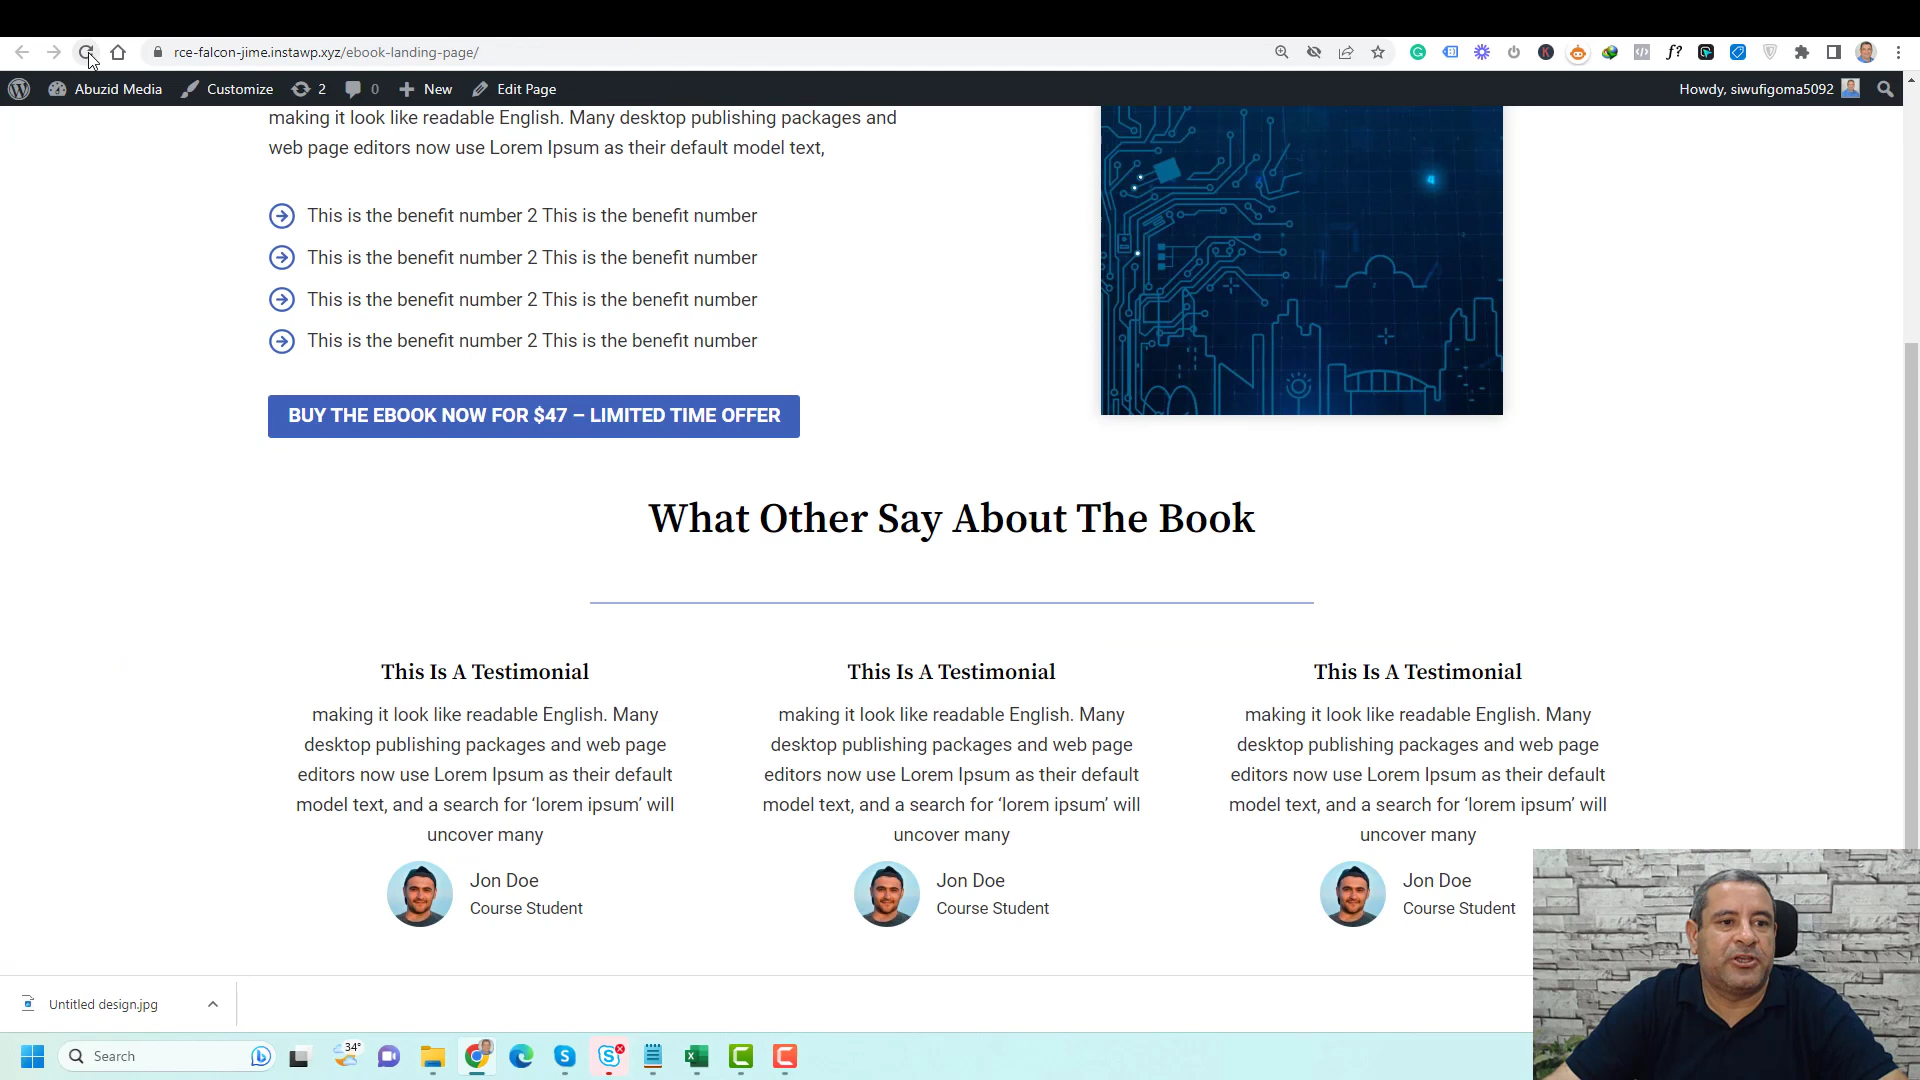 rce-falcon-jime.instawp.xyz/ebook-landing-page/
Abuzid Media
Customize
2
0
New
Edit Page
Howdy, siwufigoma5092
making it look like readable English. Many desktop publishing packages and
web page editors now use Lorem Ipsum as their default model text,
This is the benefit number 2 This is the benefit number
This is the benefit number 2 This is the benefit number
This is the benefit number 2 This is the benefit number
This is the benefit number 2 This is the benefit number
BUY THE EBOOK NOW FOR $47 – LIMITED TIME OFFER
What Other Say About The Book
This Is A Testimonial
making it look like readable English. Many
desktop publishing packages and web page
editors now use Lorem Ipsum as their default
model text, and a search for ‘lorem ipsum’ will
uncover many
Jon Doe
Course Student
This Is A Testimonial
making it look like readable English. Many
desktop publishing packages and web page
editors now use Lorem Ipsum as their default
model text, and a search for ‘lorem ipsum’ will
uncover many
Jon Doe
Course Student
This Is A Testimonial
making it look like readable English. Many
desktop publishing packages and web page
editors now use Lorem Ipsum as their default
model text, and a search for ‘lorem ipsum’ will
uncover many
Jon Doe
Course Student
Untitled design.jpg
Search
34°